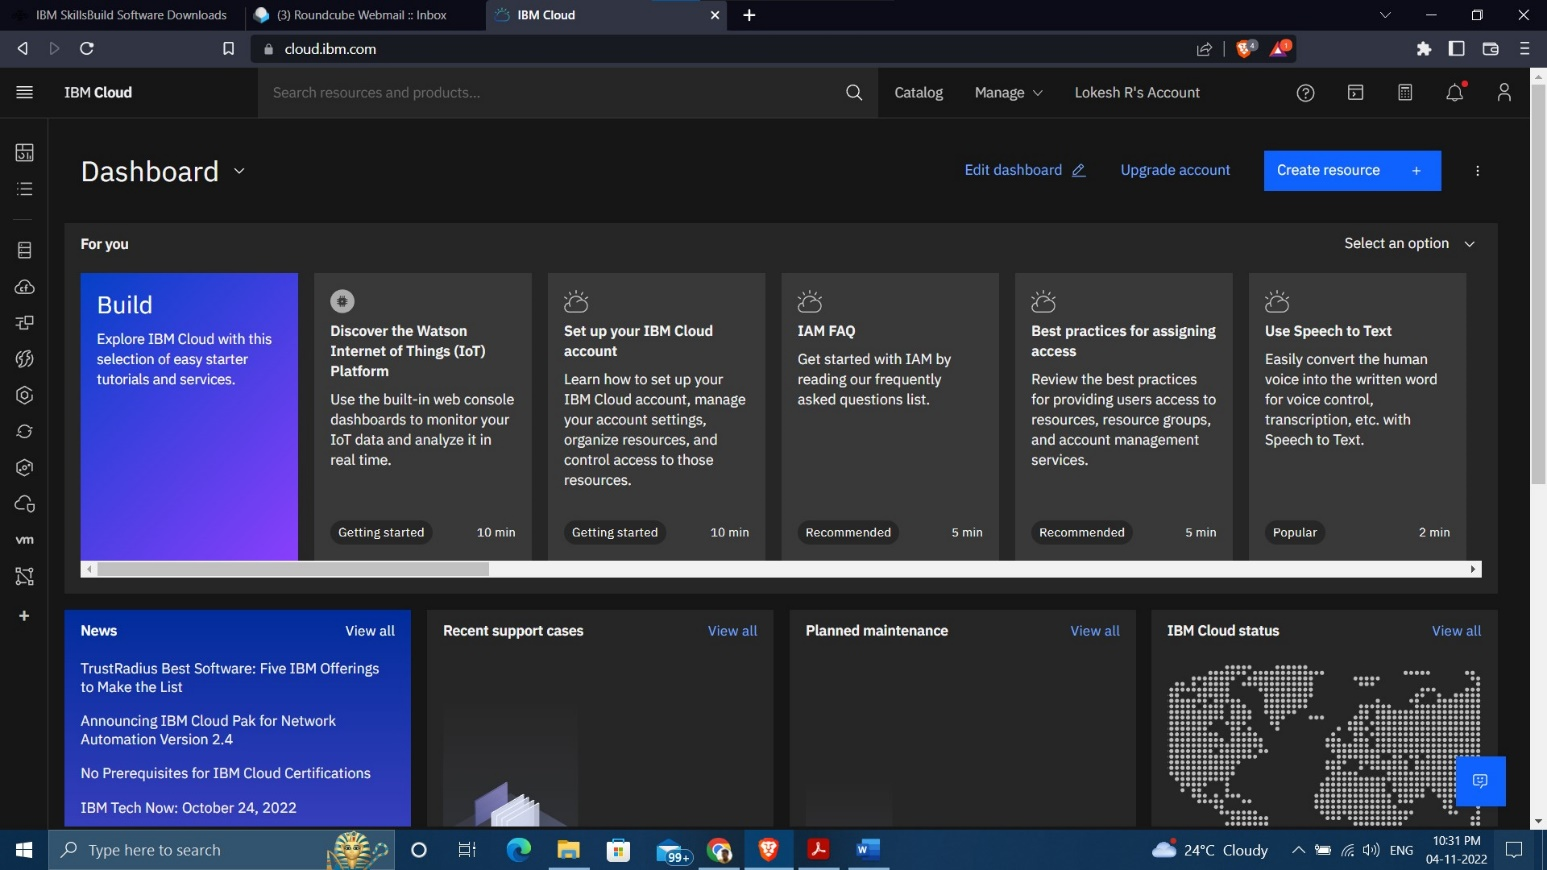 IBM SkillsBuild Software Downloads
(3) Roundcube Webmail :: Inbox
IBM Cloud
cloud.ibm.com
4
1
IBM Cloud
Search resources and products...
Catalog
Manage
Lokesh R's Account
Dashboard
Edit dashboard
Upgrade account
Create resource +
For you
Select an option
Build
Explore IBM Cloud with this
selection of easy starter
tutorials and services.
Discover the Watson
Internet of Things (IoT)
Platform
Use the built-in web console
dashboards to monitor your
IoT data and analyze it in
real time.
Getting started
10 min
Set up your IBM Cloud
account
Learn how to set up your
IBM Cloud account, manage
your account settings,
organize resources, and
control access to those
resources.
Getting started
10 min
IAM FAQ
Get started with IAM by
reading our frequently
asked questions list.
Recommended
5 min
Best practices for assigning
access
Review the best practices
for providing users access to
resources, resource groups,
and account management
services.
Recommended
5 min
Use Speech to Text
Easily convert the human
voice into the written word
for voice control,
transcription, etc. with
Speech to Text.
Popular
2 min
cf
vm
News
View all
TrustRadius Best Software: Five IBM Offerings
to Make the List
Announcing IBM Cloud Pak for Network
Automation Version 2.4
No Prerequisites for IBM Cloud Certifications
IBM Tech Now: October 24, 2022
Recent support cases
View all
Planned maintenance
View all
IBM Cloud status
View all
Type here to search
99+
24°C Cloudy
ENG
10:31 PM
04-11-2022